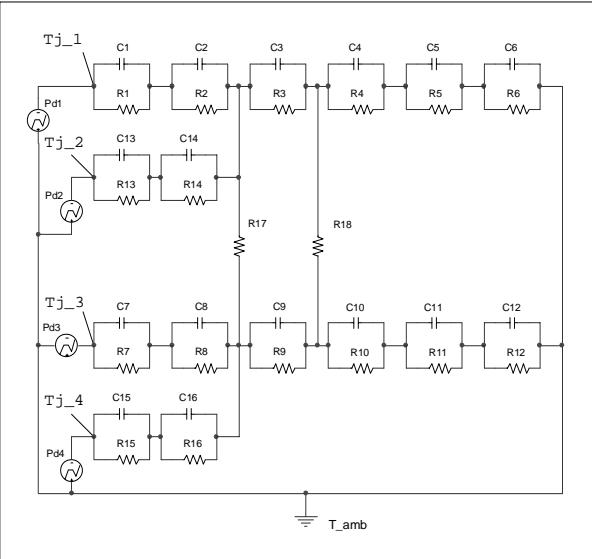 Tj_1
C1 C2 C3 C4 C5 C6
R1 R2 R3 R4 R5 R6
Pd1
Tj_2
C13 C14
R13 R14
Pd2
R17 R18
Tj_3
C7 C8 C9 C10 C11 C12
Pd3
R7 R8 R9 R10 R11 R12
Tj_4
C15 C16
R15 R16
Pd4
T_amb